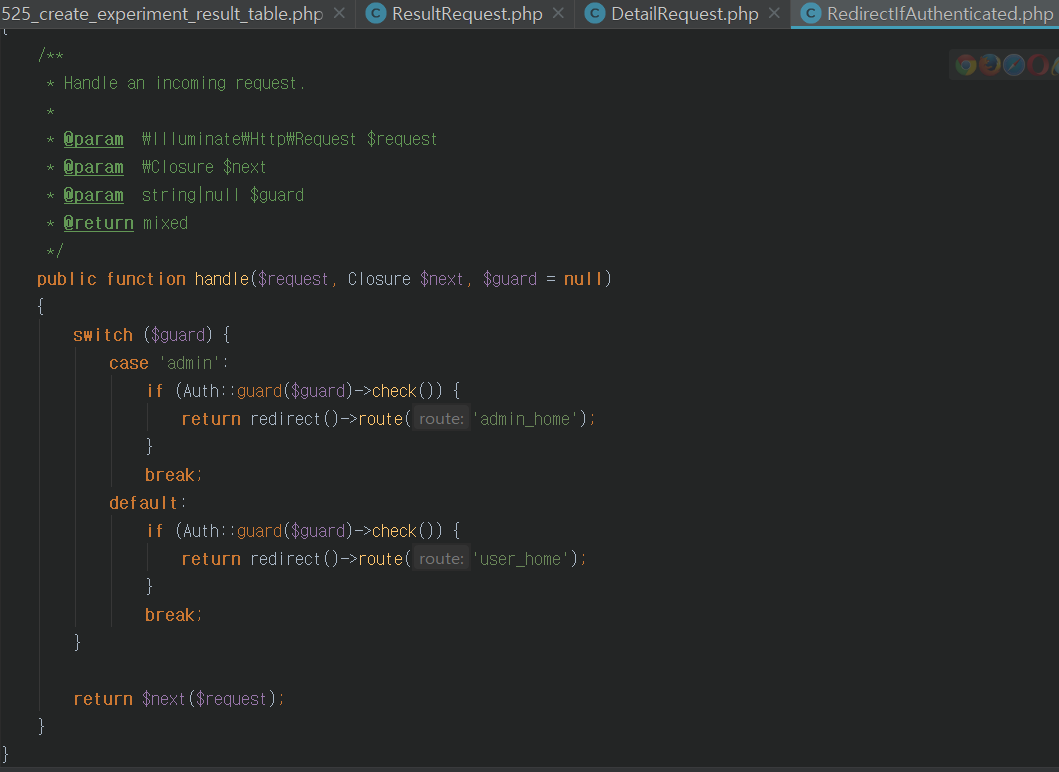 525_create_experiment_result_table.php × C ResultRequest.php × C DetailRequest.php × C RedirectIfAuthenticated.php
{
/**
* Handle an incoming request.
*
* @param ₩Illuminate₩Http₩Request $request
* @param ₩Closure $next
* @param string|null $guard
* @return mixed
*/
public function handle($request, Closure $next, $guard = null)
{
switch ($guard) {
case 'admin':
if (Auth::guard($guard)->check()) {
return redirect()->route( route: 'admin_home');
}
break;
default:
if (Auth::guard($guard)->check()) {
return redirect()->route( route: 'user_home');
}
break;
}
return $next($request);
}
}